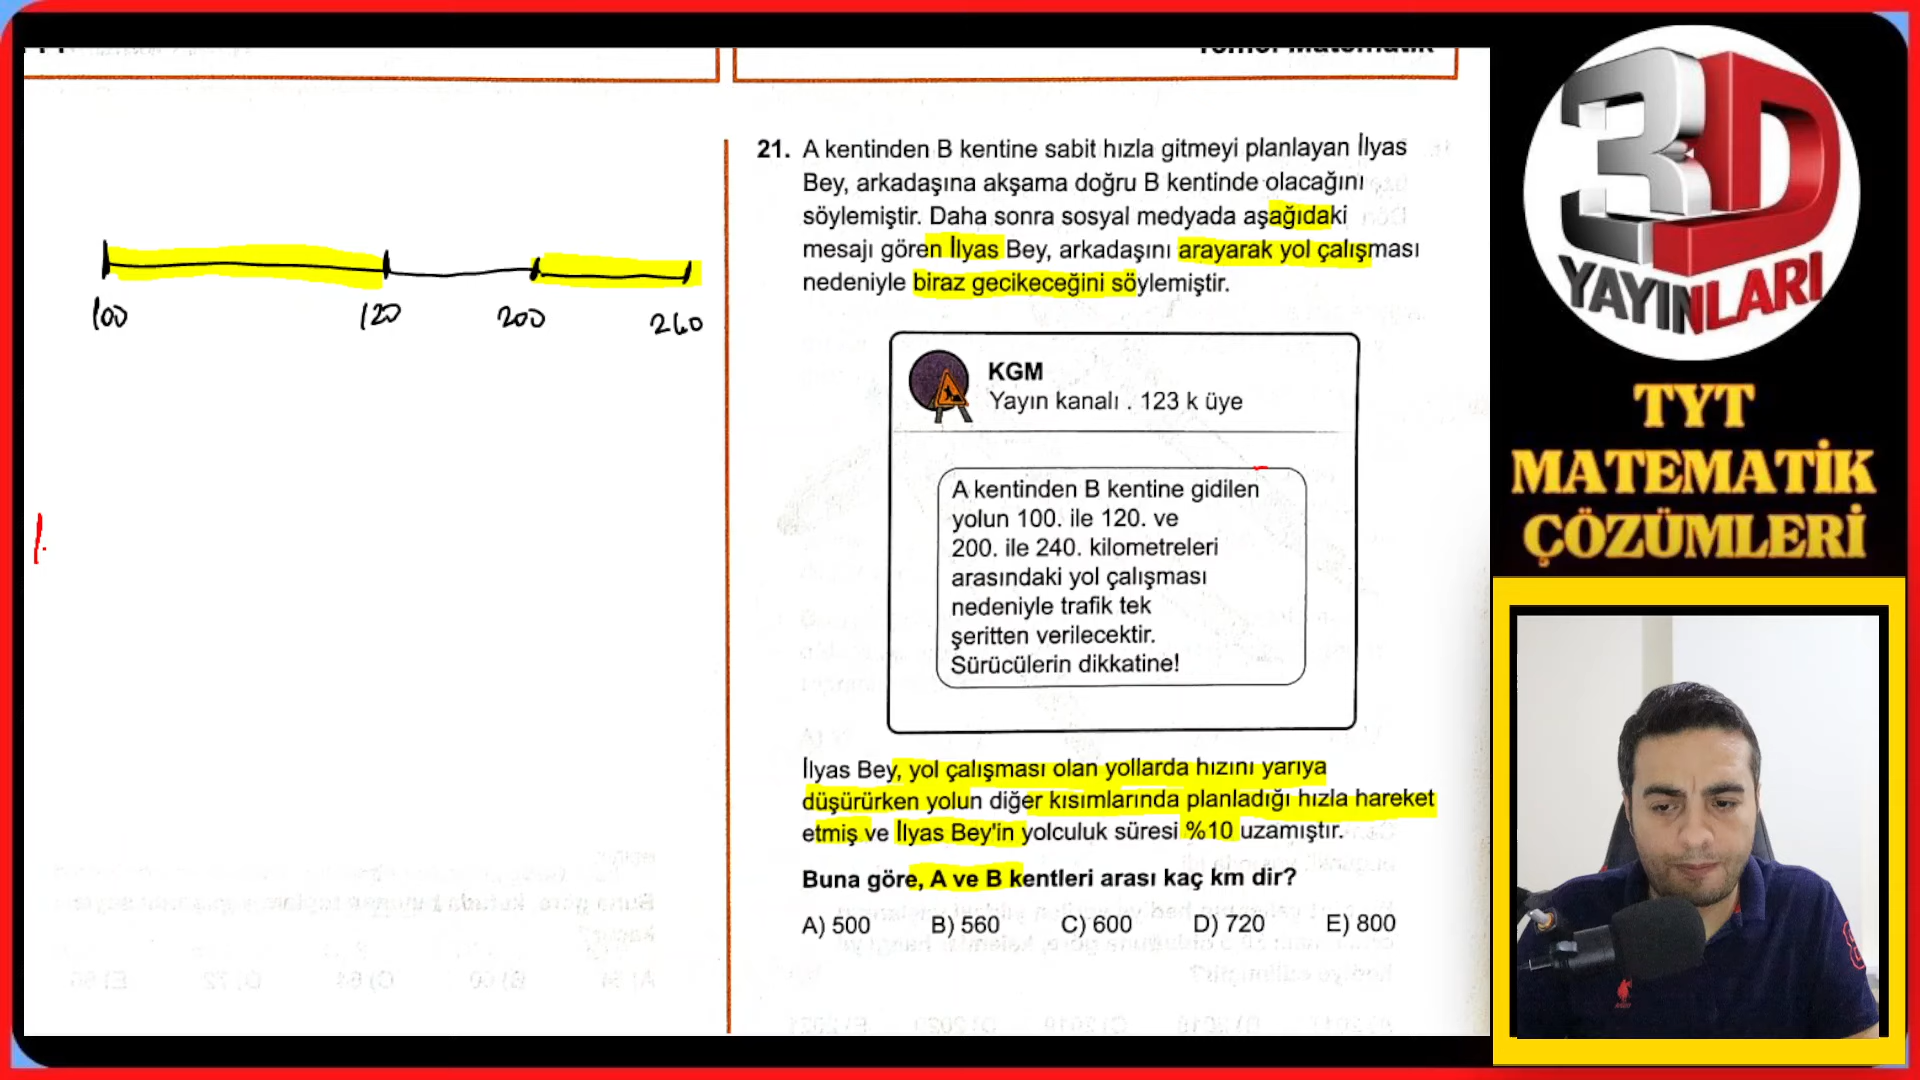 Temel Matematik
100
120
200
240
21. A kentinden B kentine sabit hızla gitmeyi planlayan İlyas
Bey, arkadaşına akşama doğru B kentinde olacağını
söylemiştir. Daha sonra sosyal medyada aşağıdaki
mesajı gören İlyas Bey, arkadaşını arayarak yol çalışması
nedeniyle biraz gecikeceğini söylemiştir.
KGM
Yayın kanalı . 123 k üye
A kentinden B kentine gidilen
yolun 100. ile 120. ve
200. ile 240. kilometreleri
arasındaki yol çalışması
nedeniyle trafik tek
şeritten verilecektir.
Sürücülerin dikkatine!
İlyas Bey, yol çalışması olan yollarda hızını yarıya
düşürürken yolun diğer kısımlarında planladığı hızla hareket
etmiş ve İlyas Bey'in yolculuk süresi %10 uzamıştır.
Buna göre, A ve B kentleri arası kaç km dir?
A) 500 B) 560 C) 600 D) 720 E) 800
3D
YAYINLARI
TYT
MATEMATİK
ÇÖZÜMLERİ